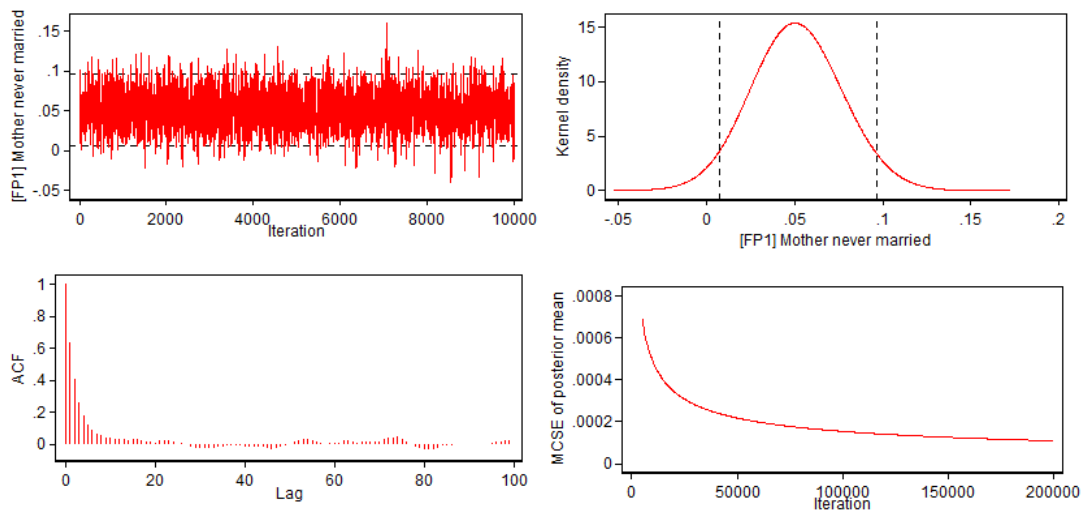 [FP1] Mother never married
.15
.1
.05
0
-.05
0 2000 4000 6000 8000 10000
Iteration
Kernel density
15
10
5
0
-.05 0 .05 .1 .15 .2
[FP1] Mother never married
ACF
1
.8
.6
.4
.2
0
0 20 40 60 80 100
Lag
MCSE of posterior mean
.0008
.0006
.0004
.0002
0
0 50000 100000 150000 200000
Iteration